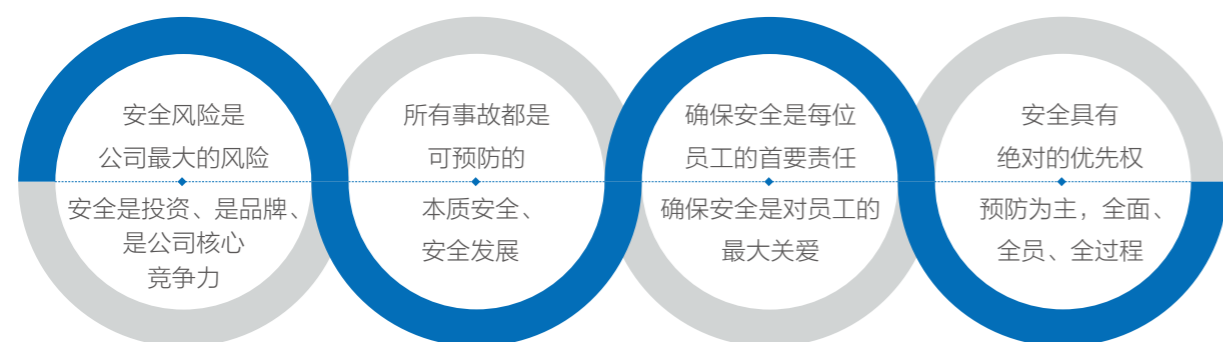 安全风险是
公司最大的风险
安全是投资、是品牌、
是公司核心
竞争力
所有事故都是
可预防的
本质安全、
安全发展
确保安全是每位
员工的首要责任
确保安全是对员工的
最大关爱
安全具有
绝对的优先权
预防为主，全面、
全员、全过程